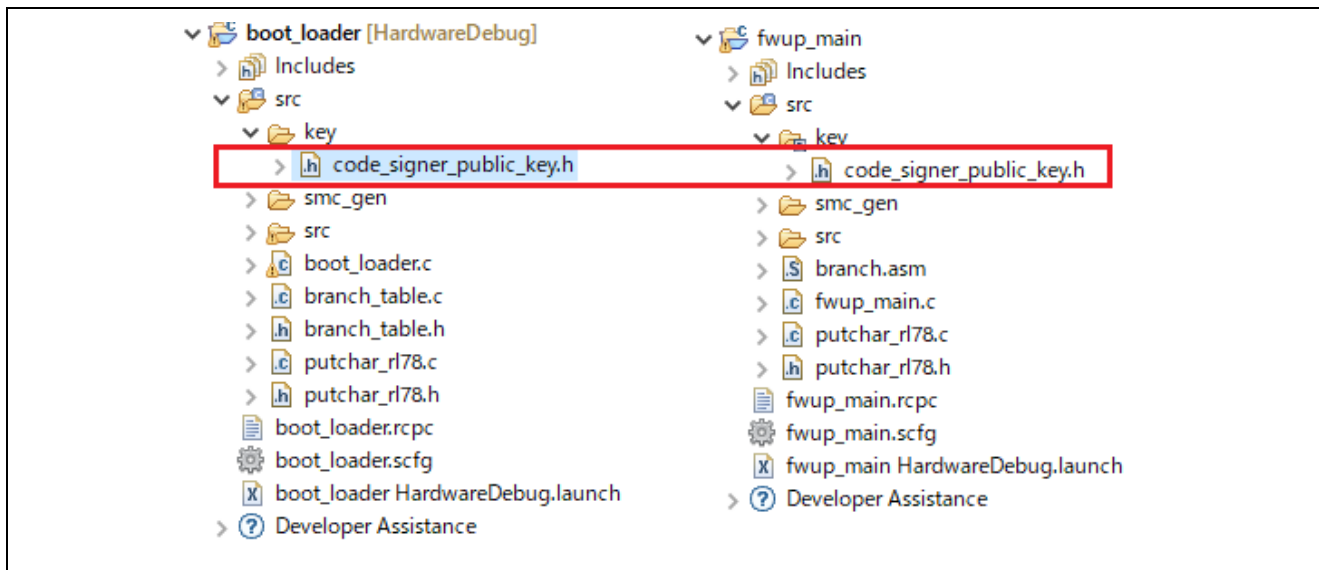 boot_loader [HardwareDebug]
Includes
src
key
code_signer_public_key.h
smc_gen
src
boot_loader.c
branch_table.c
branch_table.h
putchar_rl78.c
putchar_rl78.h
boot_loader.rcpc
boot_loader.scfg
boot_loader HardwareDebug.launch
Developer Assistance
fwup_main
Includes
src
key
code_signer_public_key.h
smc_gen
src
branch.asm
fwup_main.c
putchar_rl78.c
putchar_rl78.h
fwup_main.rcpc
fwup_main.scfg
fwup_main HardwareDebug.launch
Developer Assistance